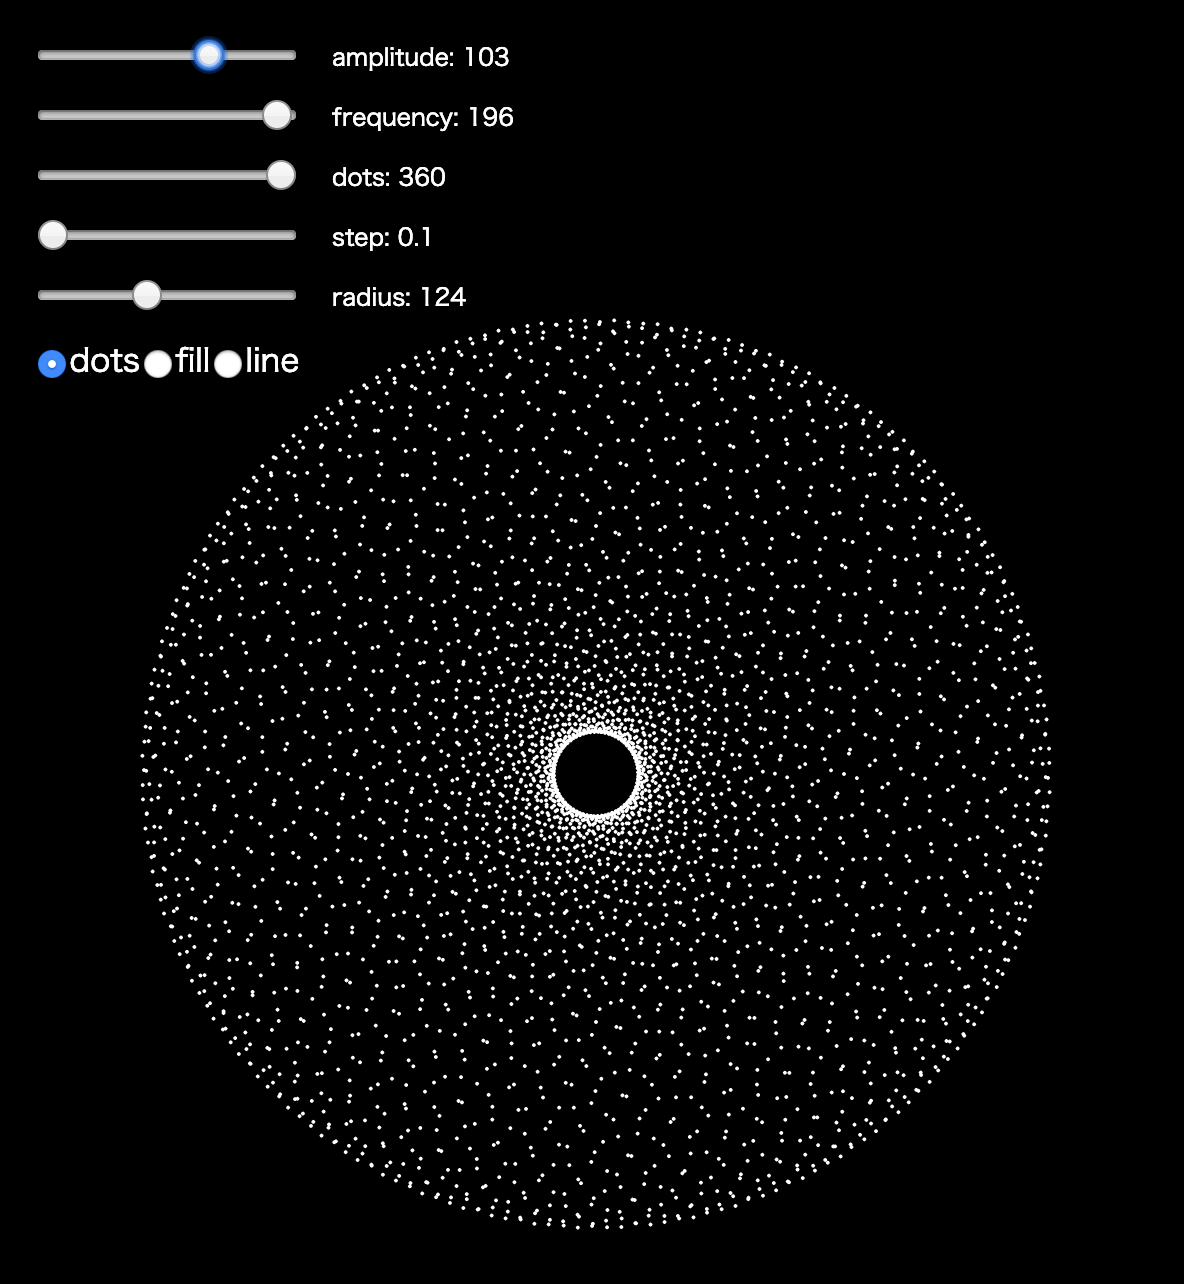 amplitude: 103
frequency: 196
dots: 360
step: 0.1
radius: 124
dots fill line